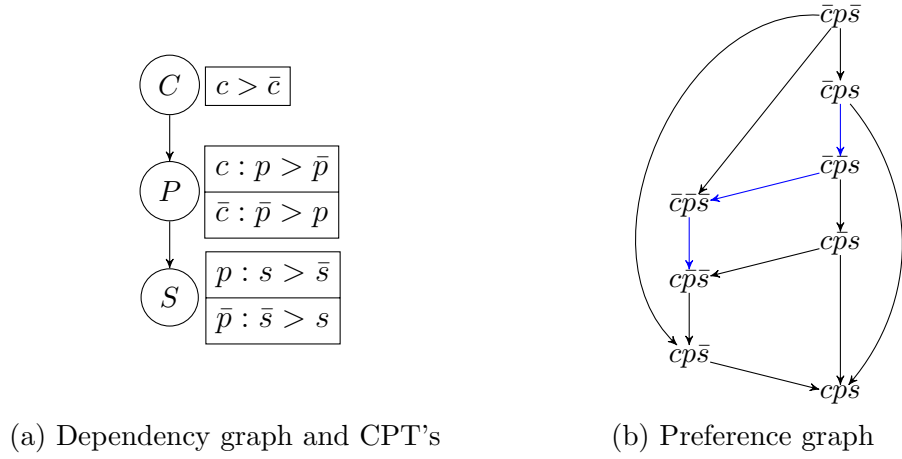 C
c > c̄
P
c : p > p̄
c̄ : p̄ > p
S
p : s > s̄
p̄ : s̄ > s
(a) Dependency graph and CPT's
c̄ps̄
c̄ps
c̄p̄s
c̄p̄s̄
cp̄s
cp̄s̄
cps̄
cps
(b) Preference graph